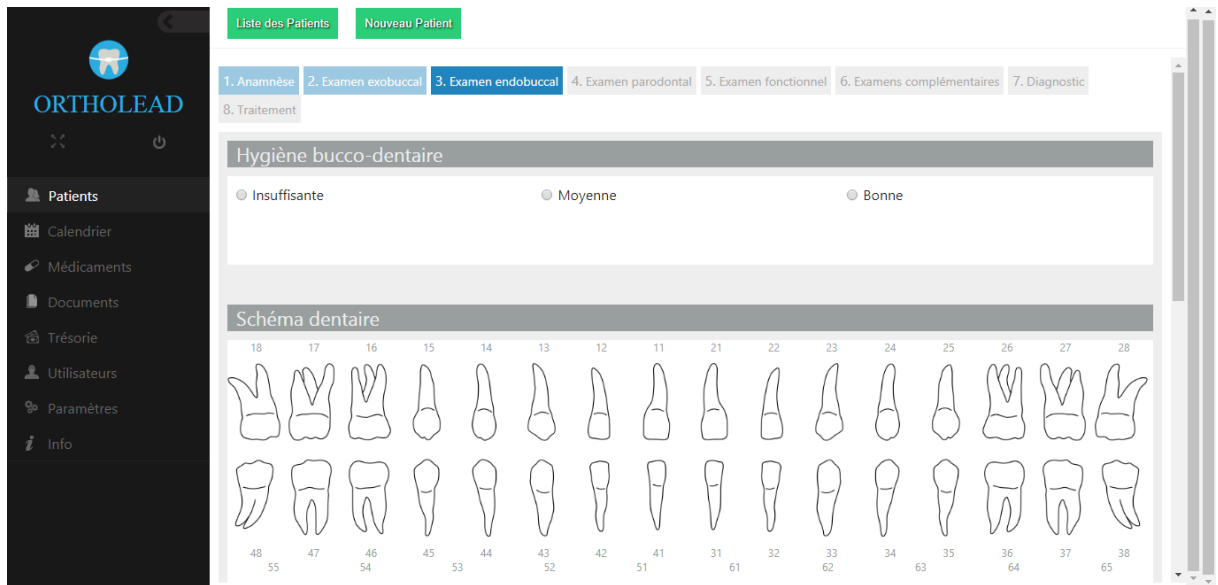 Liste des Patients Nouveau Patient
ORTHOLEAD
Patients
Calendrier
Médicaments
Documents
Trésorie
Utilisateurs
Paramètres
Info
1. Anamnèse 2. Examen exobuccal 3. Examen endobuccal 4. Examen parodontal 5. Examen fonctionnel 6. Examens complémentaires 7. Diagnostic
8. Traitement
Hygiène bucco-dentaire
Insuffisante Moyenne Bonne
Schéma dentaire
18 17 16 15 14 13 12 11 21 22 23 24 25 26 27 28
48 47 46 45 44 43 42 41 31 32 33 34 35 36 37 38
55 54 53 52 51 61 62 63 64 65